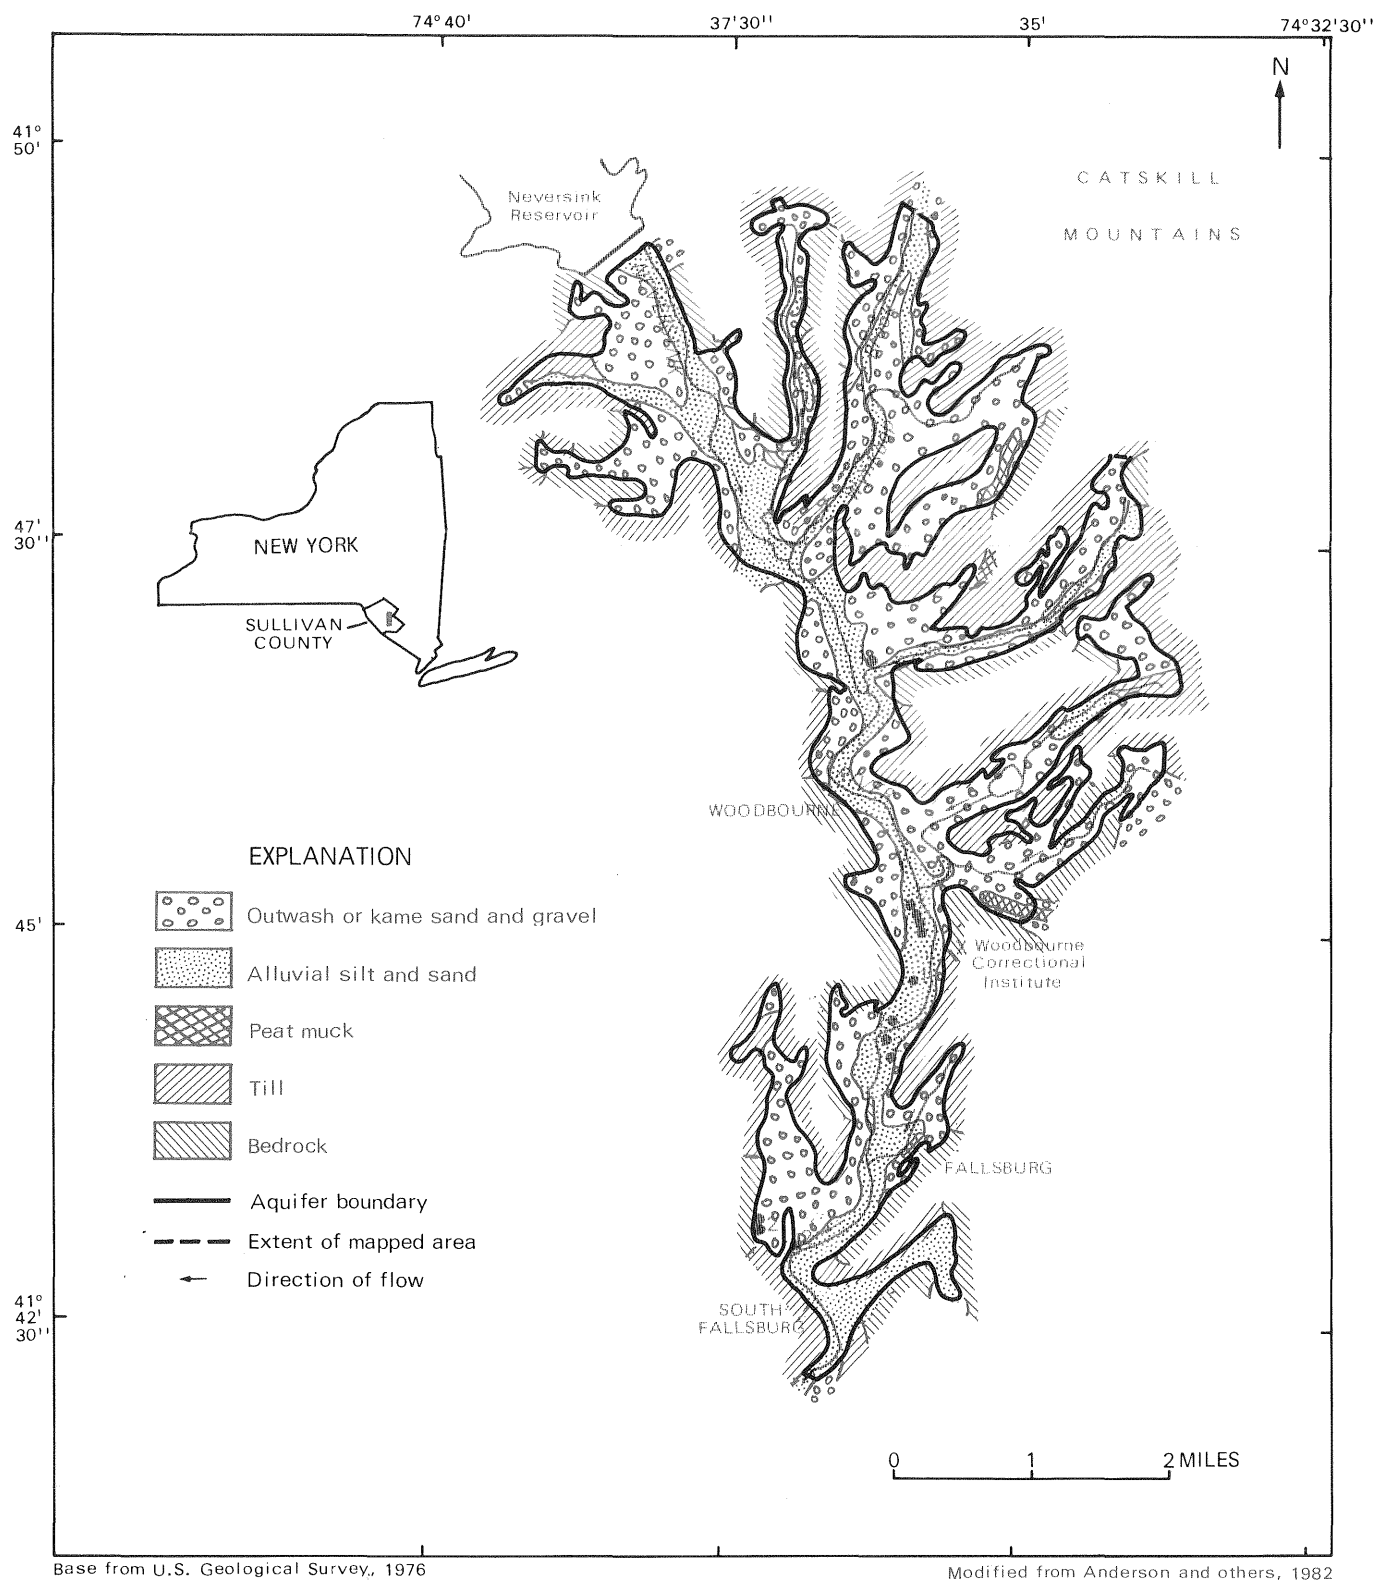 74°40'
37'30''
35'
74°32'30''
N
41°
50'
CATSKILL
MOUNTAINS
Neversink
Reservoir
47'
30''
NEW YORK
SULLIVAN
COUNTY
WOODBOURNE
EXPLANATION
Outwash or kame sand and gravel
Alluvial silt and sand
Peat muck
Till
Bedrock
Aquifer boundary
Extent of mapped area
Direction of flow
45'
Woodbourne
Correctional
Institute
FALLSBURG
SOUTH
FALLSBURG
41°
42'
30''
0 1 2 MILES
Base from U.S. Geological Survey, 1976
Modified from Anderson and others, 1982